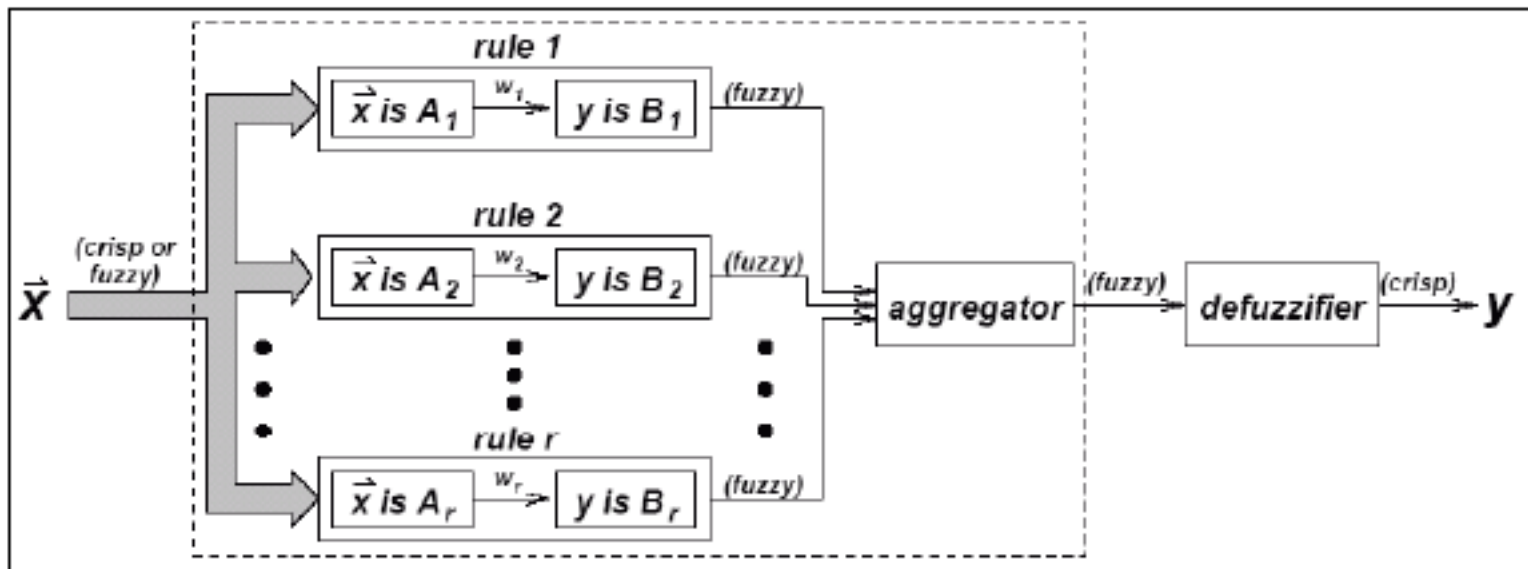 rule 1
x⃗ is A₁
w₁
y is B₁
(fuzzy)
rule 2
x⃗ is A₂
w₂
y is B₂
(fuzzy)
(crisp or
fuzzy)
x⃗
aggregator
(fuzzy)
defuzzifier
(crisp)
y
rule r
x⃗ is Aᵣ
wᵣ
y is Bᵣ
(fuzzy)